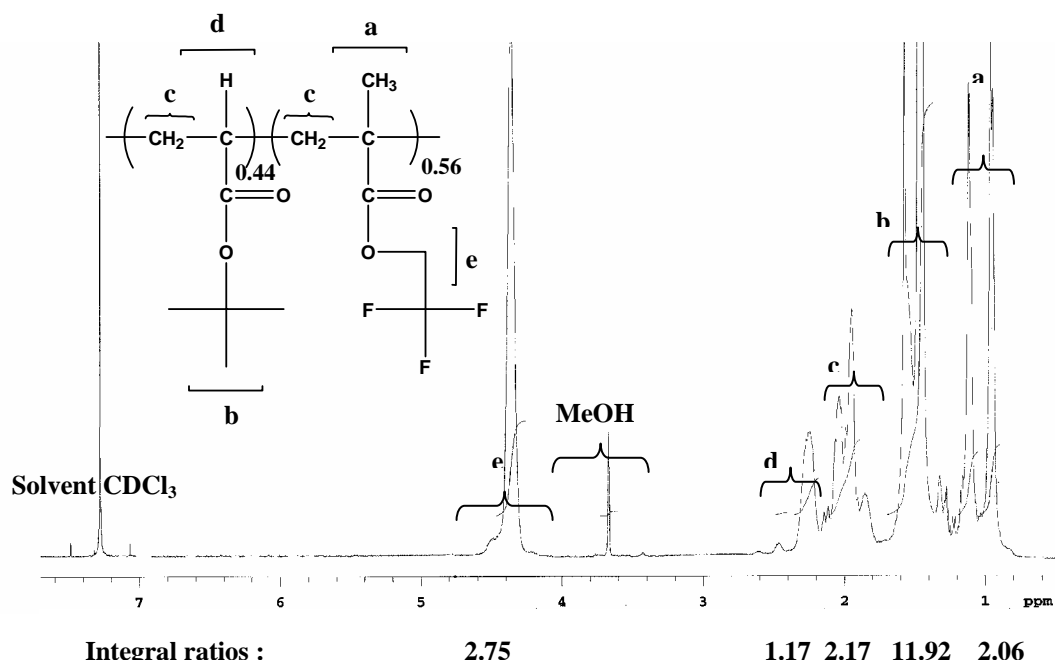 d
a
H
CH3
c
c
CH2
C
CH2
C
0.44
0.56
C
O
C
O
O
O
e
F
F
F
b
a
b
c
MeOH
e
d
Solvent CDCl3
7
6
5
4
3
2
1
ppm
Integral ratios :
2.75
1.17
2.17
11.92
2.06